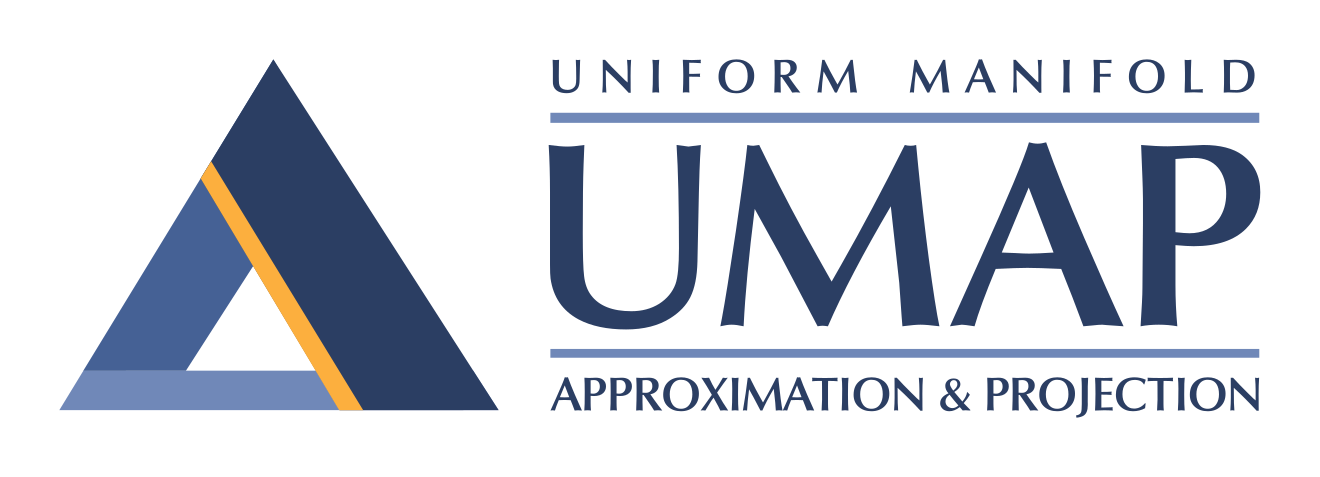 UNIFORM MANIFOLD
UMAP
APPROXIMATION & PROJECTION